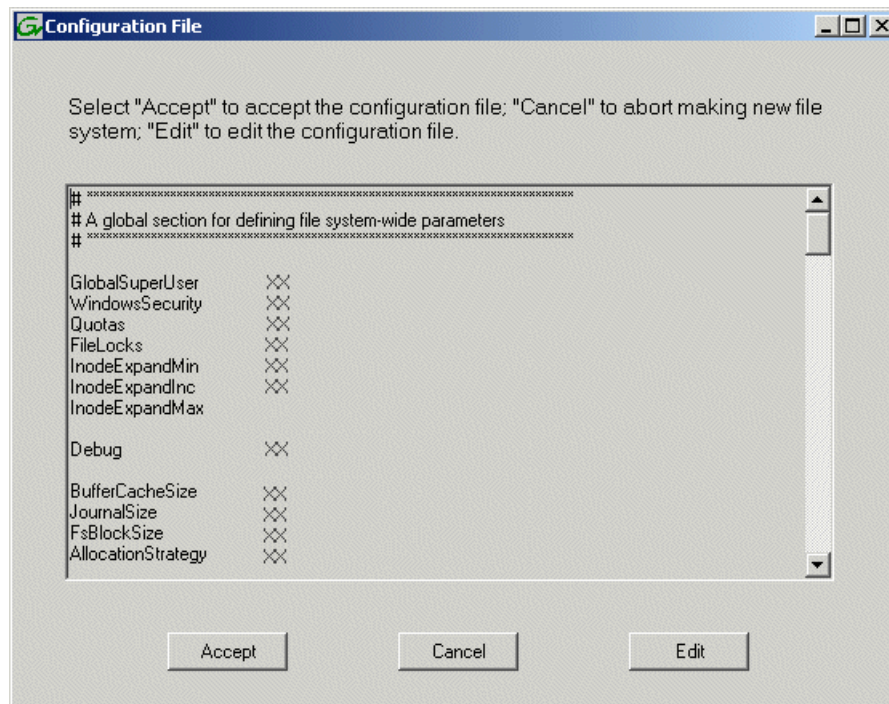 Configuration File
Select "Accept" to accept the configuration file; "Cancel" to abort making new file
system; "Edit" to edit the configuration file.
# ******************************************************************************
# A global section for defining file system-wide parameters
# ******************************************************************************
GlobalSuperUser XX
WindowsSecurity XX
Quotas XX
FileLocks XX
InodeExpandMin XX
InodeExpandInc XX
InodeExpandMax
Debug XX
BufferCacheSize XX
JournalSize XX
FsBlockSize XX
AllocationStrategy XX
Accept Cancel Edit